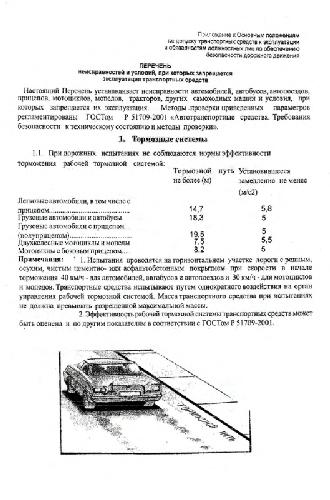 Приложение к Основным положениям
по допуску транспортных средств к эксплуатации
и обязанностям должностных лиц по обеспечению
безопасности дорожного движения
ПЕРЕЧЕНЬ
неисправностей и условий, при которых запрещается
эксплуатация транспортных средств
Настоящий Перечень устанавливает неисправности автомобилей, автобусов, автопоездов,
прицепов, мотоциклов, мопедов, тракторов, других самоходных машин и условия, при
которых запрещается их эксплуатация. Методы проверки приведенных параметров
регламентированы ГОСТом Р 51709-2001 «Автотранспортные средства. Требования
безопасности к техническому состоянию и методы проверки».
1. Тормозные системы
1.1. При дорожных испытаниях не соблюдаются нормы эффективности
торможения рабочей тормозной системой:
Тормозной путь Установившееся
не более (м) замедление не менее
(м/с2)
Легковые автомобили, в том числе с
прицепом 14,7 5,8
Грузовые автомобили и автобусы 18,3 5
Грузовые автомобили с прицепом
(полуприцепом) 19,5 5
Двухколесные мотоциклы и мопеды 7,5 5,5
Мотоциклы с боковым прицепом 8,2 5
Примечания: 1. Испытания проводятся на горизонтальном участке дороги с ровным,
сухим, чистым цементно- или асфальтобетонным покрытием при скорости в начале
торможения 40 км/ч - для автомобилей, автобусов и автопоездов и 30 км/ч - для мотоциклов
и мопедов. Транспортные средства испытывают путем однократного воздействия на орган
управления рабочей тормозной системой. Масса транспортного средства при испытаниях
не должна превышать разрешенной максимальной массы.
2. Эффективность рабочей тормозной системы транспортных средств может
быть оценена и по другим показателям в соответствии с ГОСТом Р 51709-2001.